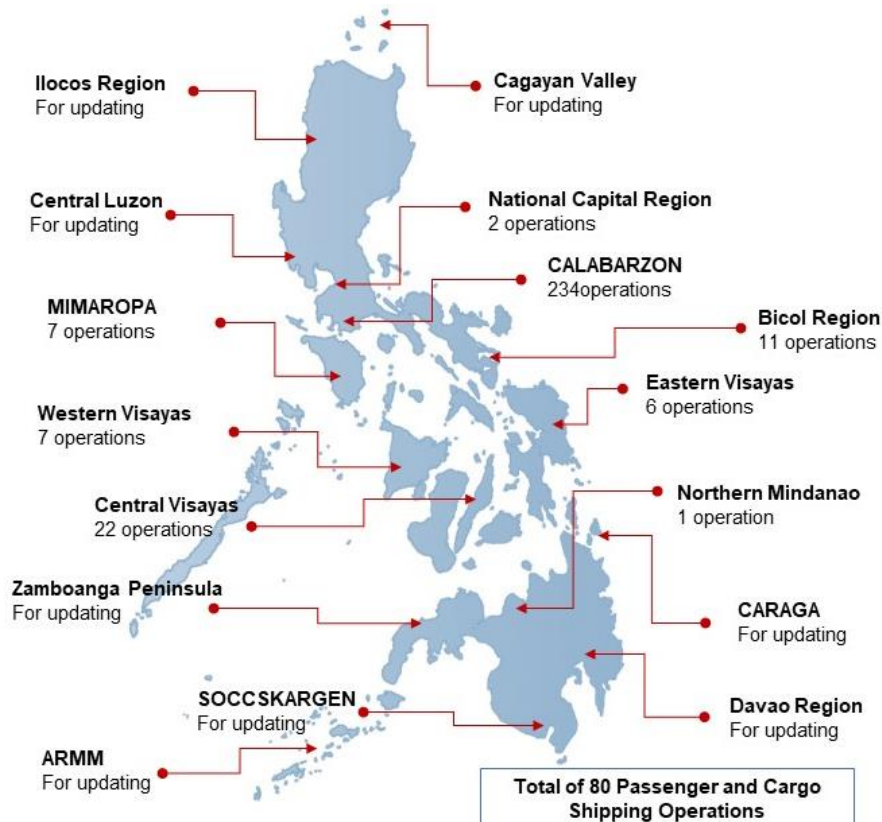 Ilocos Region
For updating
Cagayan Valley
For updating
Central Luzon
For updating
National Capital Region
2 operations
CALABARZON
234operations
MIMAROPA
7 operations
Bicol Region
11 operations
Eastern Visayas
6 operations
Western Visayas
7 operations
Central Visayas
22 operations
Northern Mindanao
1 operation
Zamboanga Peninsula
For updating
CARAGA
For updating
SOCCSKARGEN
For updating
Davao Region
For updating
ARMM
For updating
Total of 80 Passenger and Cargo
Shipping Operations